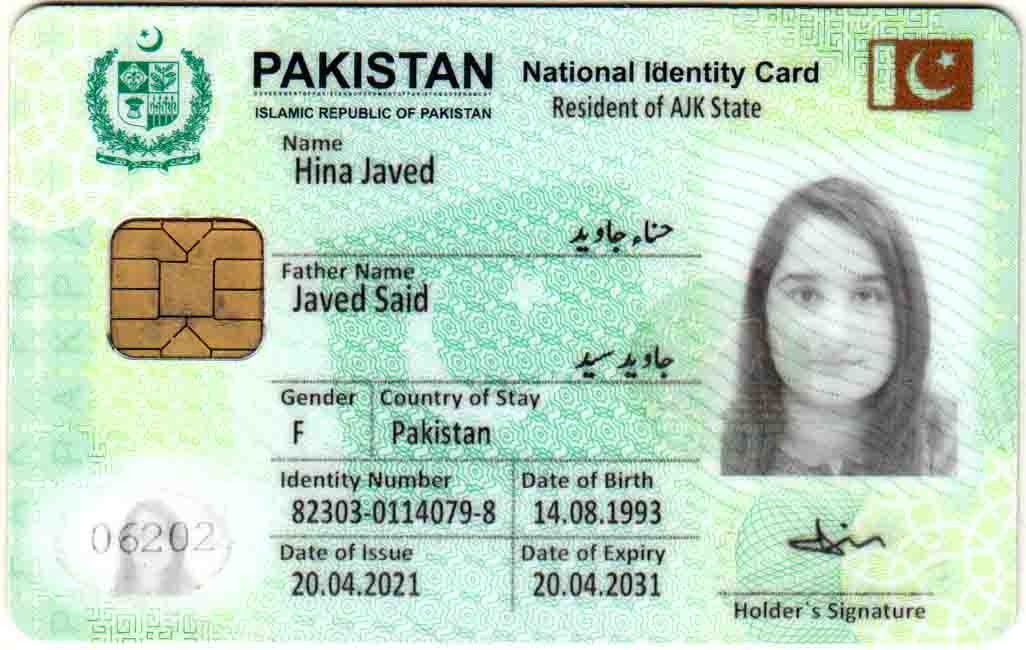 PAKISTAN
ISLAMIC REPUBLIC OF PAKISTAN
National Identity Card
Resident of AJK State
Name
Hina Javed
حناء جاوید
Father Name
Javed Said
جاوید سید
Gender Country of Stay
F Pakistan
Identity Number Date of Birth
82303-0114079-8 14.08.1993
Date of Issue Date of Expiry
20.04.2021 20.04.2031
06202
Holder`s Signature